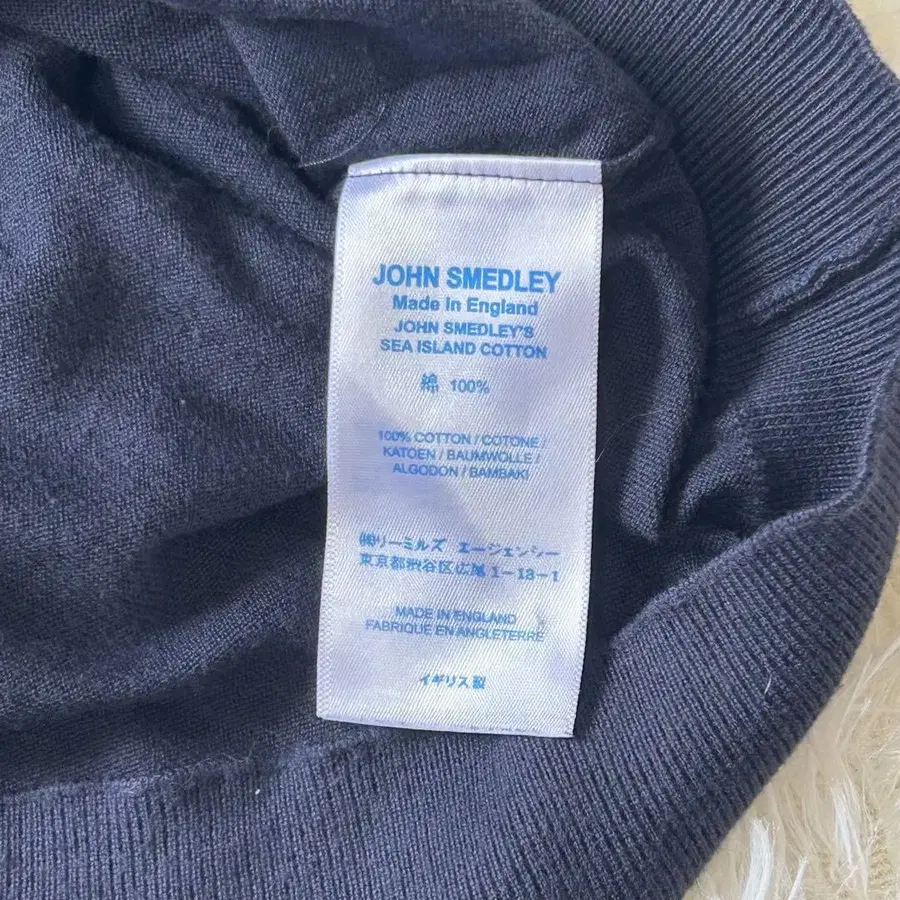 JOHN SMEDLEY
Made In England
JOHN SMEDLEY'S
SEA ISLAND COTTON
綿 100%
100% COTTON / COTONE /
KATOEN / BAUMWOLLE /
ALGODON / BAMBAKI
㈱リーミルズ エージェンシー
東京都渋谷区広尾1-13-1
MADE IN ENGLAND
FABRIQUE EN ANGLETERRE
イギリス製